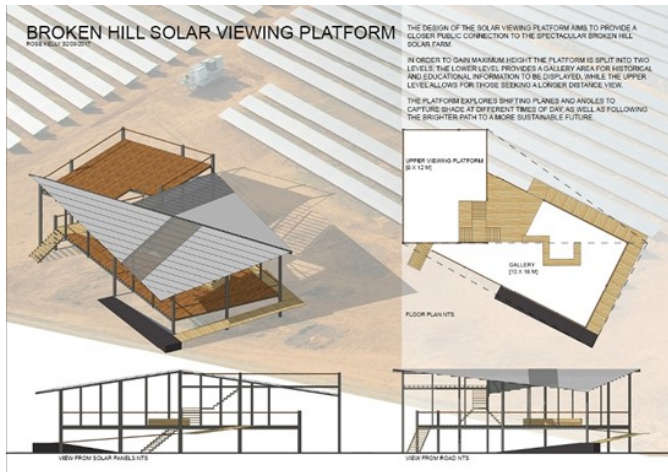 BROKEN HILL SOLAR VIEWING PLATFORM
ROSE KELLY 02/09/2017
THE DESIGN OF THE SOLAR VIEWING PLATFORM AIMS TO PROVIDE A
CLOSER PUBLIC CONNECTION TO THE SPECTACULAR BROKEN HILL
SOLAR FARM.
IN ORDER TO GAIN MAXIMUM HEIGHT THE PLATFORM IS SPLIT INTO TWO
LEVELS. THE LOWER LEVEL PROVIDES A GALLERY AREA FOR HISTORICAL
AND EDUCATIONAL INFORMATION TO BE DISPLAYED, WHILE THE UPPER
LEVEL ALLOWS FOR THOSE SEEKING A LONGER DISTANCE VIEW.
THE PLATFORM EXPLORES SHIFTING PLANES AND ANGLES TO
CAPTURE SHADE AT DIFFERENT TIMES OF DAY, AS WELL AS FOLLOWING
THE BRIGHTER PATH TO A MORE SUSTAINABLE FUTURE.
UPPER VIEWING PLATFORM
[9 X 12 M]
GALLERY
[10 X 16 M]
FLOOR PLAN NTS
VIEW FROM SOLAR PANELS NTS
VIEW FROM ROAD NTS